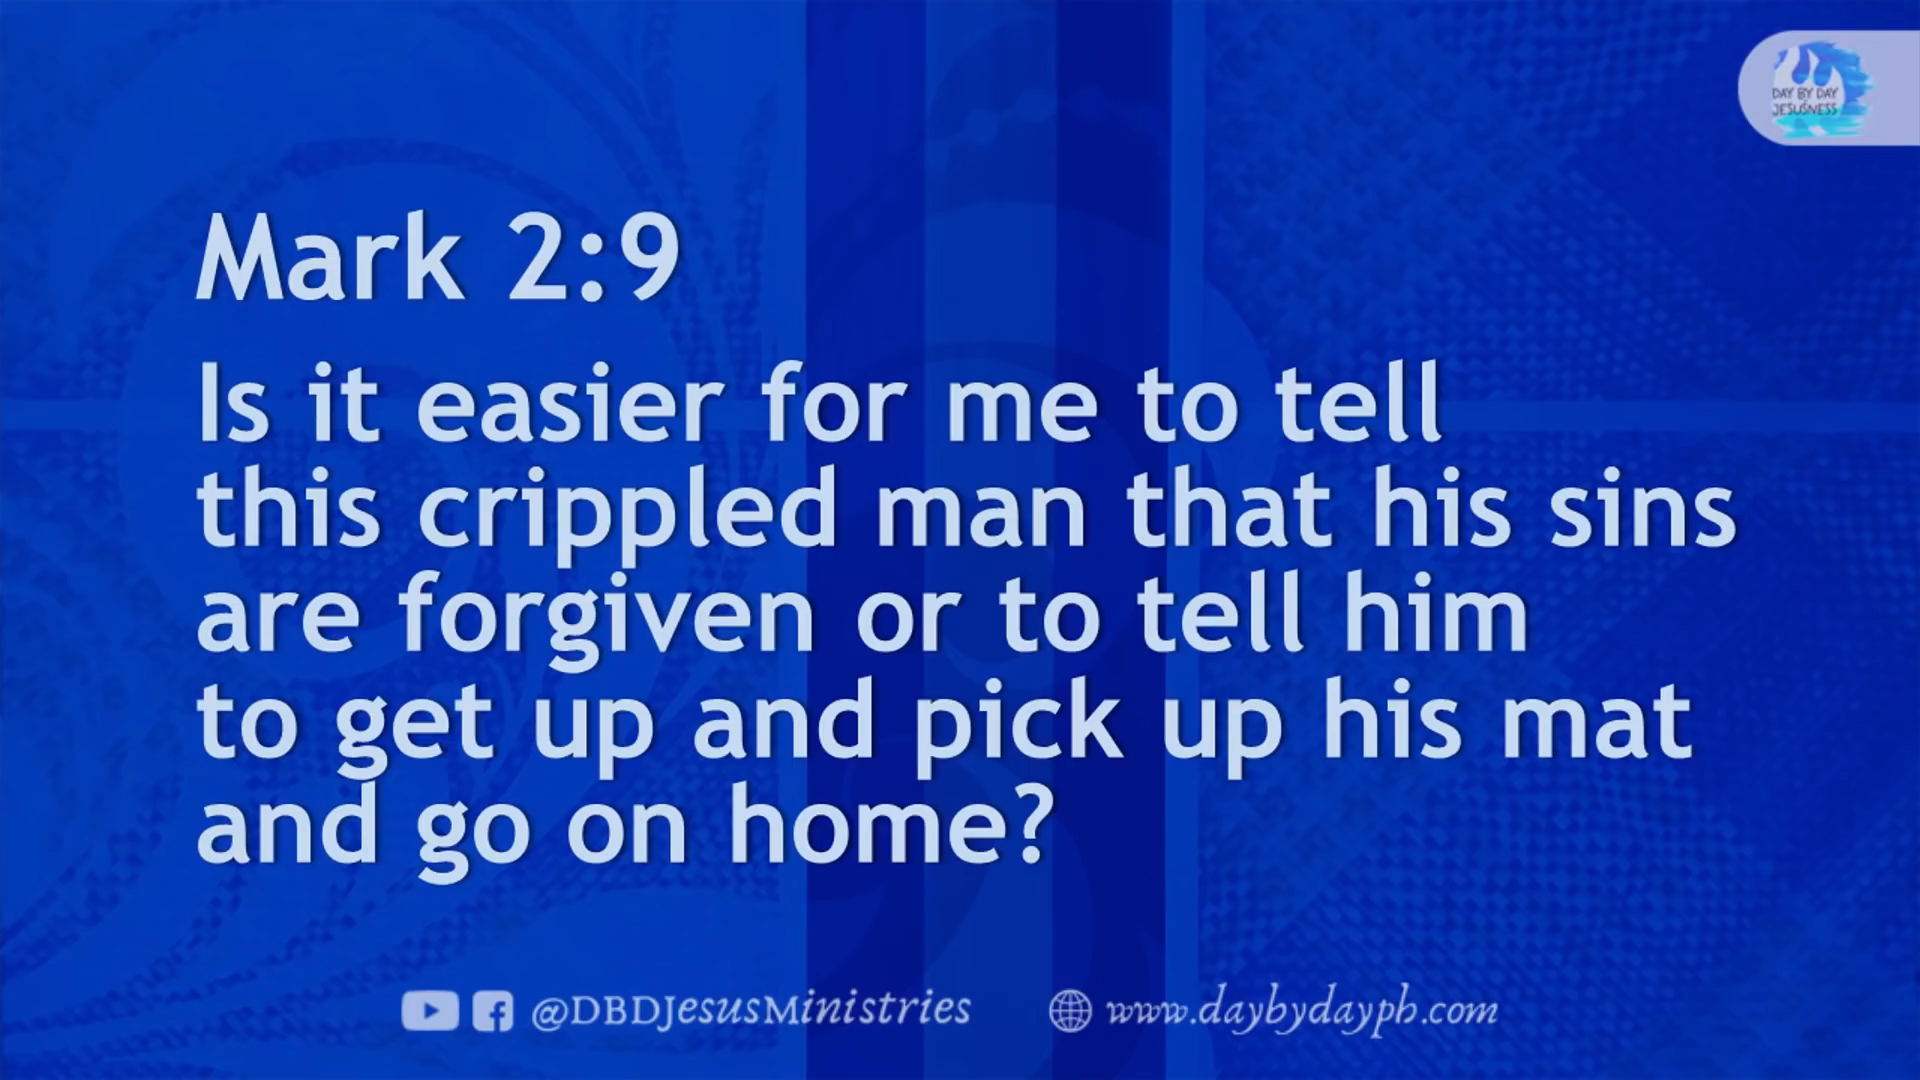 DAY BY DAY
JESUSNESS
Mark 2:9
Is it easier for me to tell
this crippled man that his sins
are forgiven or to tell him
to get up and pick up his mat
and go on home?
@DBDJesusMinistries
www.daybydayph.com